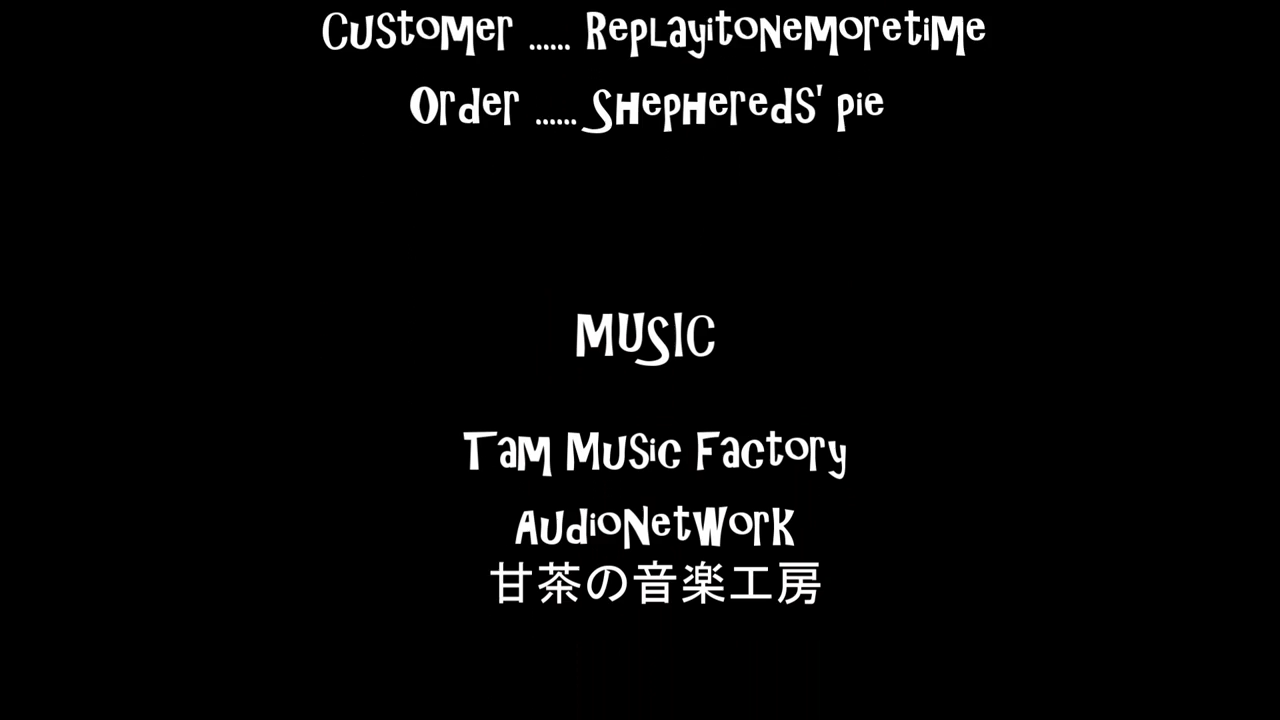 Customer ...... Replayitonemoretime
Order ...... Shephereds' pie
MUSIC
Tam Music Factory
AudioNetwork
甘茶の音楽工房